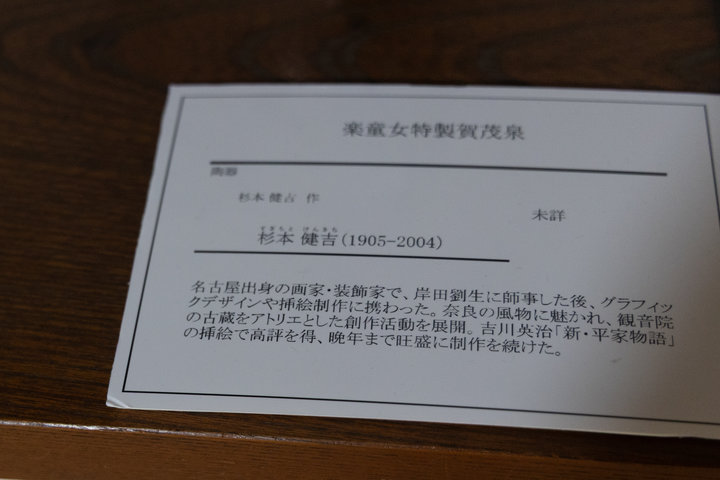 楽童女特製賀茂泉
陶器
杉本 健吉 作
未詳
すぎもと けんきち
杉本 健吉(1905-2004)
名古屋出身の画家・装飾家で、岸田劉生に師事した後、グラフィッ
クデザインや挿絵制作に携わった。奈良の風物に魅かれ、観音院
の古蔵をアトリエとした創作活動を展開。吉川英治「新・平家物語」
の挿絵で高評を得、晩年まで旺盛に制作を続けた。